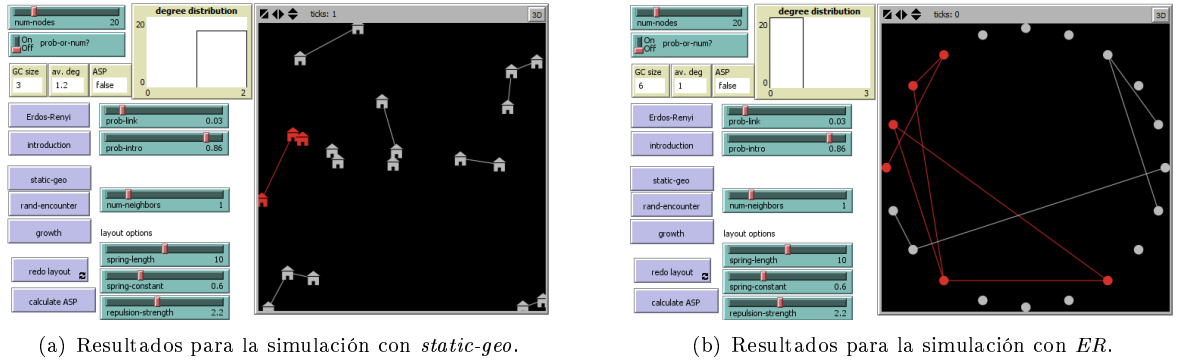 num-nodes 20
On
Off prob-or-num?
degree distribution
20
0
0 2
GC size av. deg ASP
3 1.2 false
Erdos-Renyi
prob-link 0.03
introduction
prob-intro 0.86
static-geo
rand-encounter
num-neighbors 1
growth
layout options
spring-length 10
redo layout
spring-constant 0.6
calculate ASP
repulsion-strength 2.2
ticks: 1
3D
(a) Resultados para la simulación con static-geo.
num-nodes 20
On
Off prob-or-num?
degree distribution
20
0
0 3
GC size av. deg ASP
6 1 false
Erdos-Renyi
prob-link 0.03
introduction
prob-intro 0.86
static-geo
rand-encounter
num-neighbors 1
growth
layout options
spring-length 10
redo layout
spring-constant 0.6
calculate ASP
repulsion-strength 2.2
ticks: 0
3D
(b) Resultados para la simulación con ER.